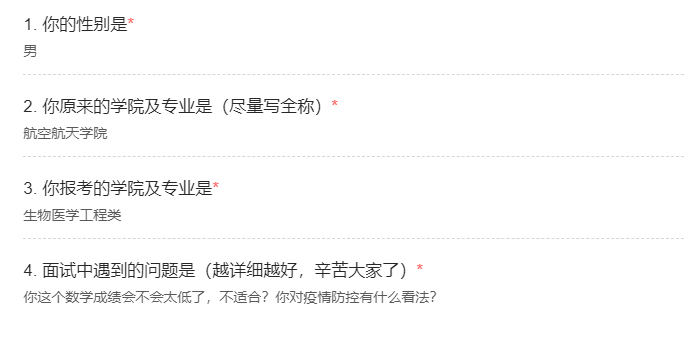 1. 你的性别是*
男
2. 你原来的学院及专业是（尽量写全称）*
航空航天学院
3. 你报考的学院及专业是*
生物医学工程类
4. 面试中遇到的问题是（越详细越好，辛苦大家了）*
你这个数学成绩会不会太低了，不适合？你对疫情防控有什么看法？